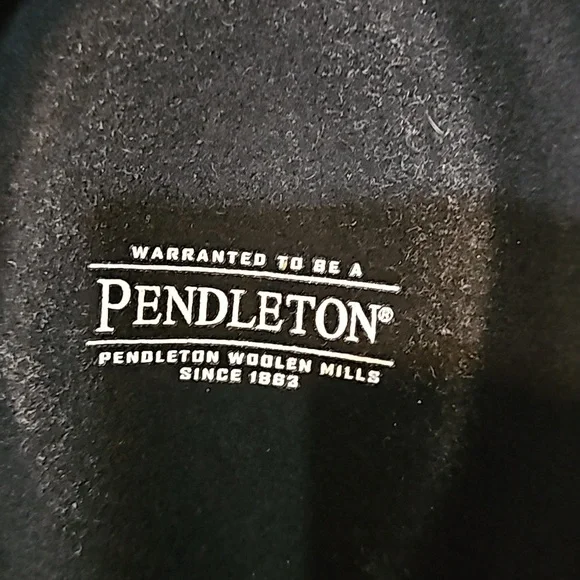 WARRANTED TO BE A
PENDLETON®
PENDLETON WOOLEN MILLS
SINCE 1863